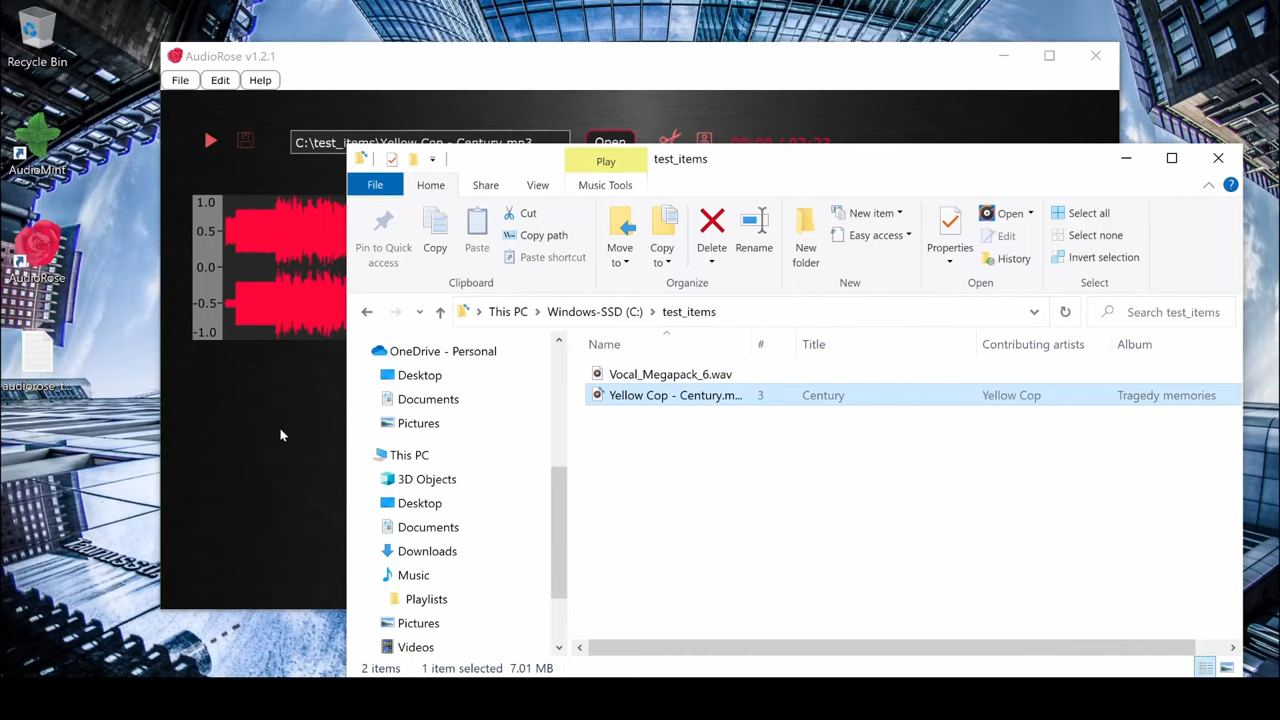 Recycle Bin
AudioMint
AudioRose
AudioRose v1.2.1
File Edit Help
C:\test_items\Yellow Cop - Century.mp3 Open
1.0
0.5
0.0
-0.5
-1.0
Play test_items
File Home Share View Music Tools
Pin to Quick access
Copy
Paste
Cut
Copy path
Paste shortcut
Clipboard
Move to
Copy to
Delete
Rename
Organize
New folder
New item
Easy access
New
Properties
Open
Edit
History
Open
Select all
Select none
Invert selection
Select
This PC Windows-SSD (C:) test_items
Search test_items
OneDrive - Personal
Desktop
Documents
Pictures
This PC
3D Objects
Desktop
Documents
Downloads
Music
Playlists
Pictures
Videos
Name # Title Contributing artists Album
Vocal_Megapack_6.wav
Yellow Cop - Century.m... 3 Century Yellow Cop Tragedy memories
2 items 1 item selected 7.01 MB